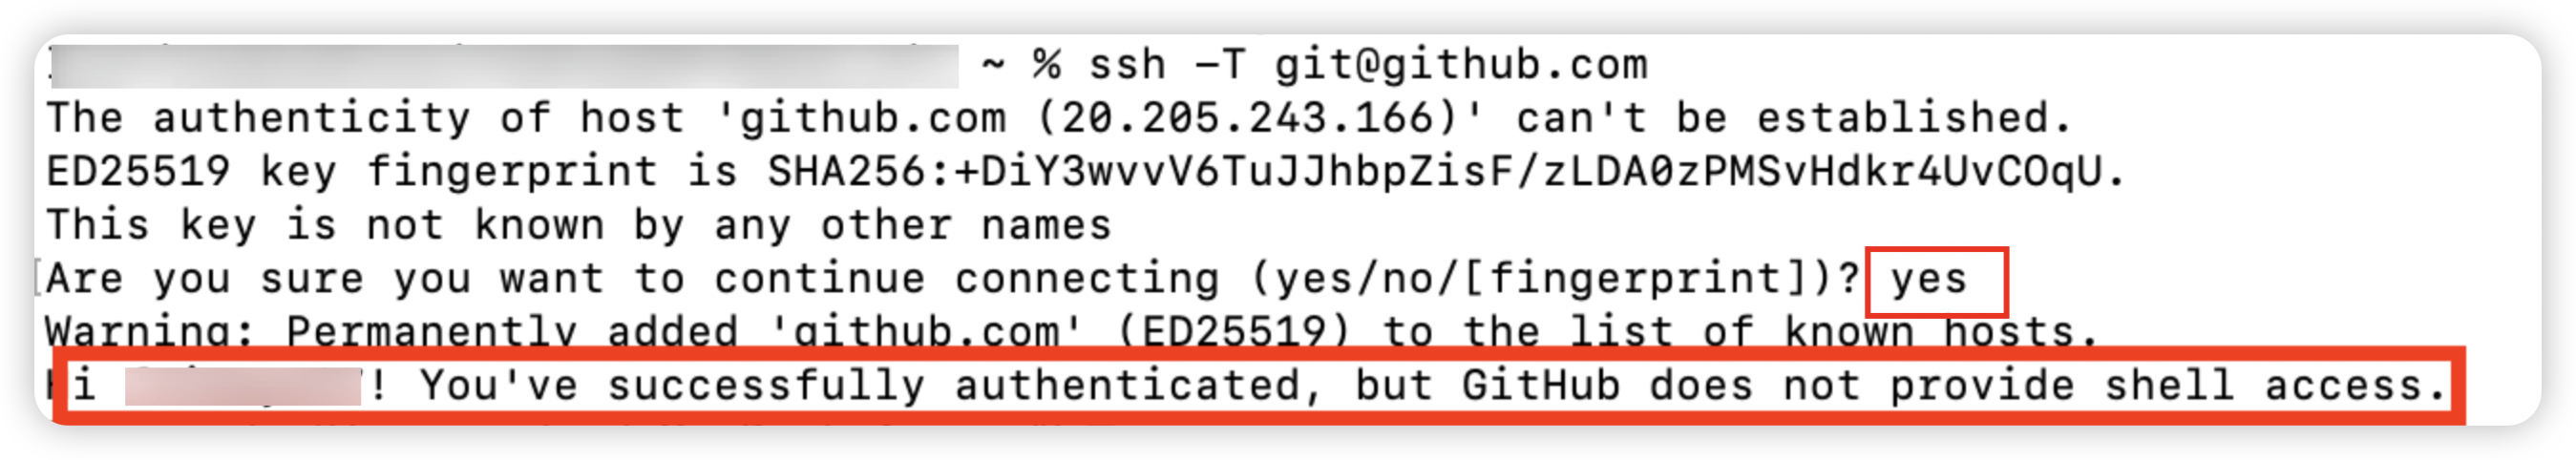 ~ % ssh -T git@github.com
The authenticity of host 'github.com (20.205.243.166)' can't be established.
ED25519 key fingerprint is SHA256:+DiY3wvvV6TuJJhbpZisF/zLDA0zPMSvHdkr4UvCOqU.
This key is not known by any other names
[Are you sure you want to continue connecting (yes/no/[fingerprint])? yes
Warning: Permanently added 'github.com' (ED25519) to the list of known hosts.
Hi ! You've successfully authenticated, but GitHub does not provide shell access.